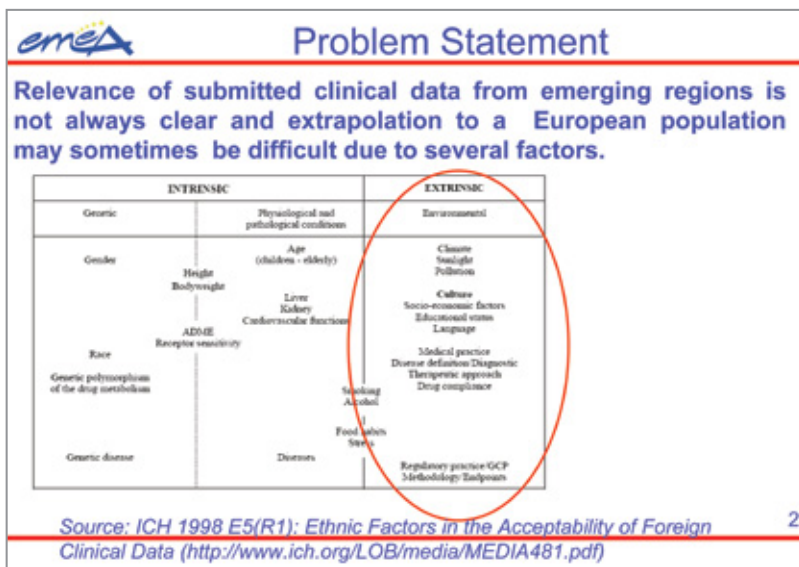 emeA
Problem Statement
Relevance of submitted clinical data from emerging regions is
not always clear and extrapolation to a European population
may sometimes be difficult due to several factors.
INTRINSIC
EXTRINSIC
Genetic
Physiological and
pathological conditions
Environmental
Gender
Age
(children - elderly)
Climate
Sunlight
Pollution
Height
Bodyweight
Liver
Kidney
Cardiovascular functions
Culture
Socio-economic factors
Educational status
Language
ADME
Receptor sensitivity
Race
Medical practice
Disease definition/Diagnostic
Therapeutic approach
Drug compliance
Genetic polymorphism
of the drug metabolism
Smoking
Alcohol
Food habits
Stress
Genetic disease
Diseases
Regulatory practice/GCP
Methodology/Endpoints
Source: ICH 1998 E5(R1): Ethnic Factors in the Acceptability of Foreign
Clinical Data (http://www.ich.org/LOB/media/MEDIA481.pdf)
2